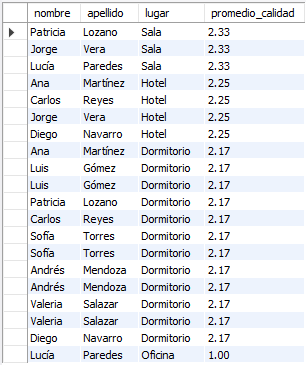 nombre apellido lugar promedio_calidad
Patricia Lozano Sala 2.33
Jorge Vera Sala 2.33
Lucía Paredes Sala 2.33
Ana Martínez Hotel 2.25
Carlos Reyes Hotel 2.25
Jorge Vera Hotel 2.25
Diego Navarro Hotel 2.25
Ana Martínez Dormitorio 2.17
Luis Gómez Dormitorio 2.17
Luis Gómez Dormitorio 2.17
Patricia Lozano Dormitorio 2.17
Carlos Reyes Dormitorio 2.17
Sofía Torres Dormitorio 2.17
Sofía Torres Dormitorio 2.17
Andrés Mendoza Dormitorio 2.17
Andrés Mendoza Dormitorio 2.17
Valeria Salazar Dormitorio 2.17
Valeria Salazar Dormitorio 2.17
Diego Navarro Dormitorio 2.17
Lucía Paredes Oficina 1.00